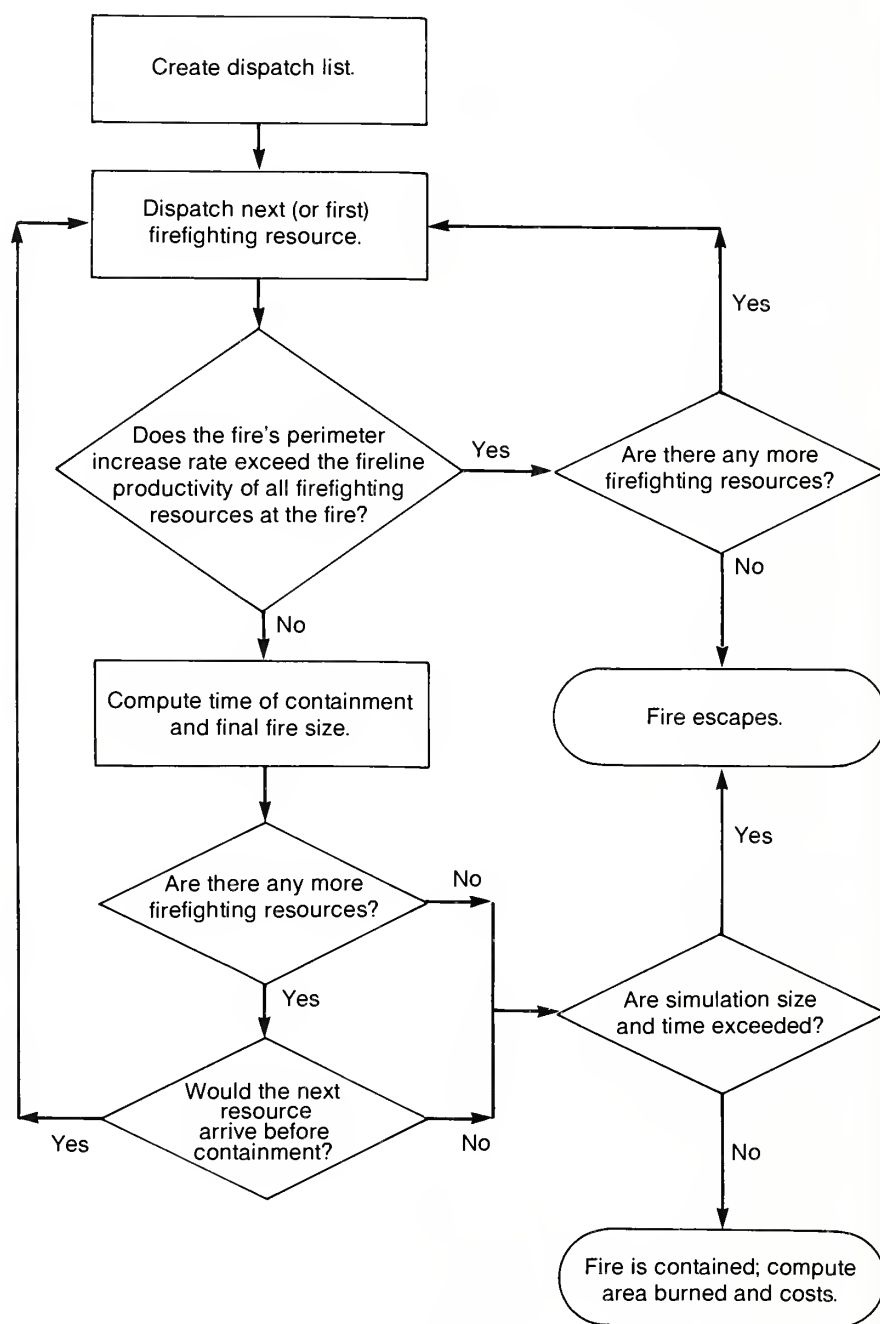 Create dispatch list.
Dispatch next (or first)
firefighting resource.
Yes
Does the fire's perimeter
increase rate exceed the fireline
productivity of all firefighting
resources at the fire?
Yes
Are there any more
firefighting resources?
No
No
Compute time of containment
and final fire size.
Fire escapes.
Yes
Are there any more
firefighting resources?
No
Yes
Are simulation size
and time exceeded?
Would the next
resource
arrive before
containment?
Yes
No
No
Fire is contained; compute
area burned and costs.